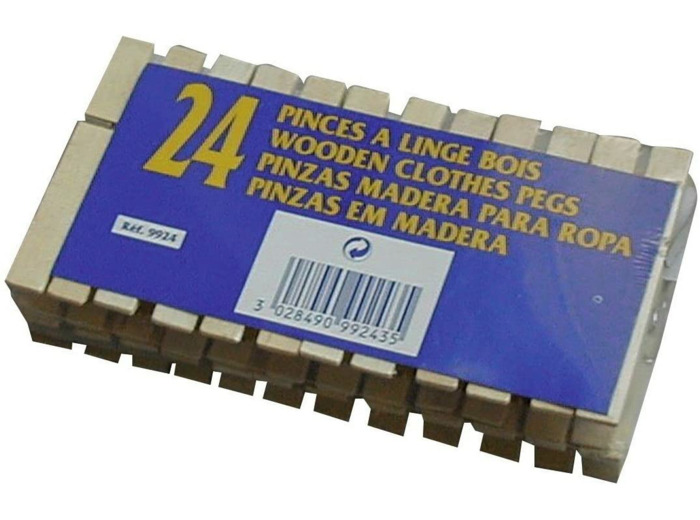 24
PINCES A LINGE BOIS
WOODEN CLOTHES PEGS
PINZAS MADERA PARA ROPA
PINZAS EM MADERA
Réf. 9924
3 028490 992435